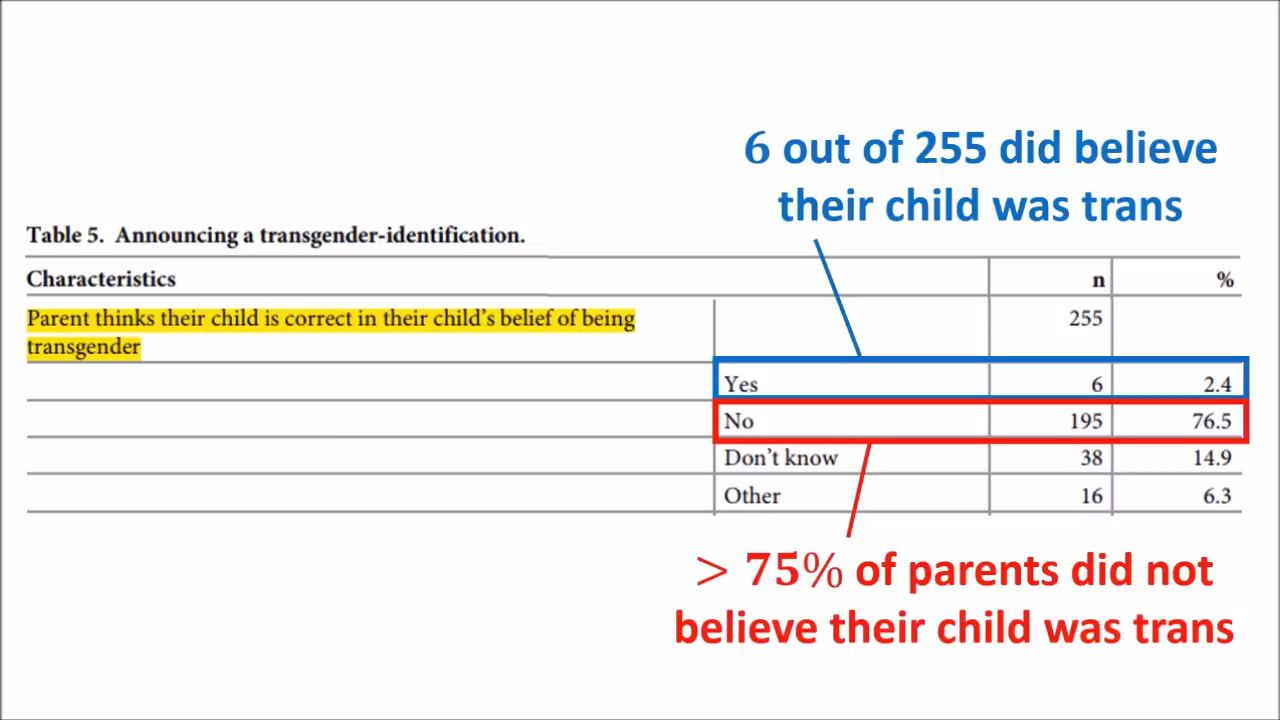 6 out of 255 did believe
their child was trans
Table 5. Announcing a transgender-identification.
Characteristics n %
Parent thinks their child is correct in their child's belief of being 255
transgender
Yes 6 2.4
No 195 76.5
Don't know 38 14.9
Other 16 6.3
> 75% of parents did not
believe their child was trans